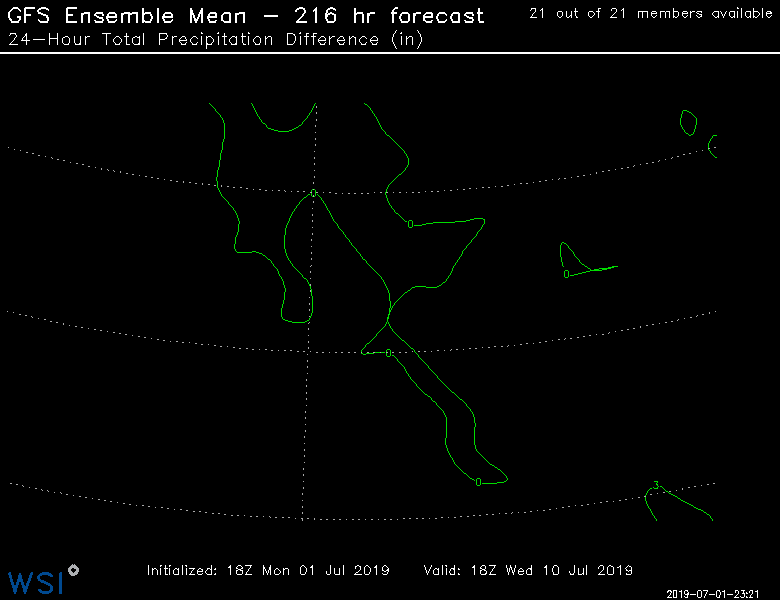 GFS Ensemble Mean – 216 hr forecast
21 out of 21 members available
24–Hour Total Precipitation Difference (in)
0
0
0
0
0
3
Initialized: 18Z Mon 01 Jul 2019
Valid: 18Z Wed 10 Jul 2019
WSI
2019-07-01-23:21